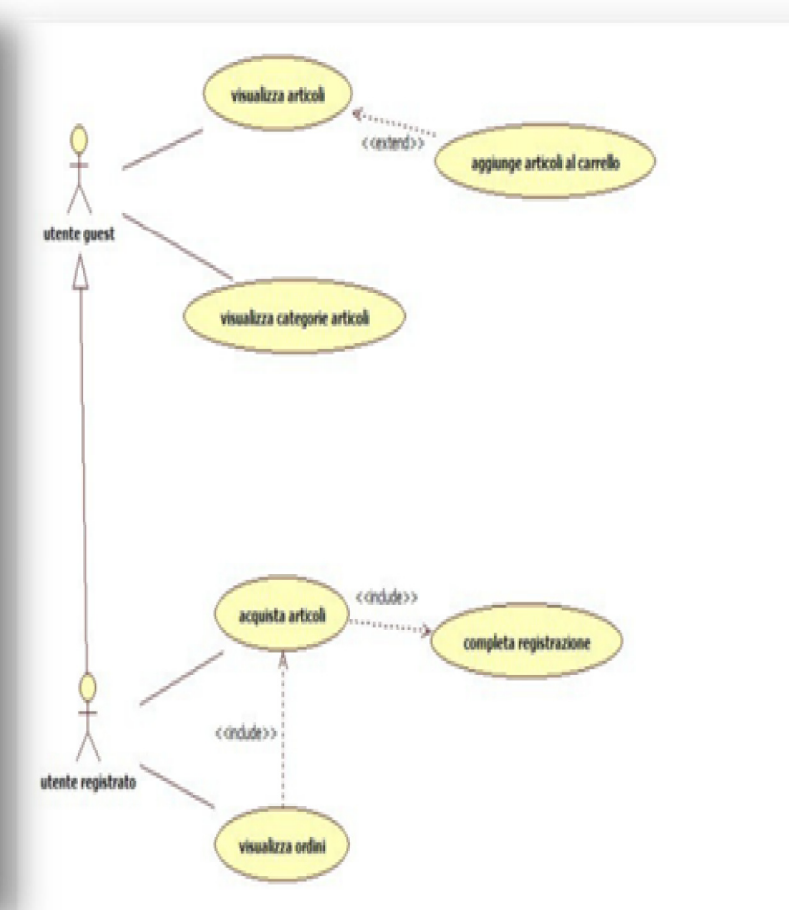 visualizza articoli
<<extend>>
aggiunge articoli al carrello
utente guest
visualizza categorie articoli
<<include>>
acquista articoli
completa registrazione
<<include>>
utente registrato
visualizza ordini